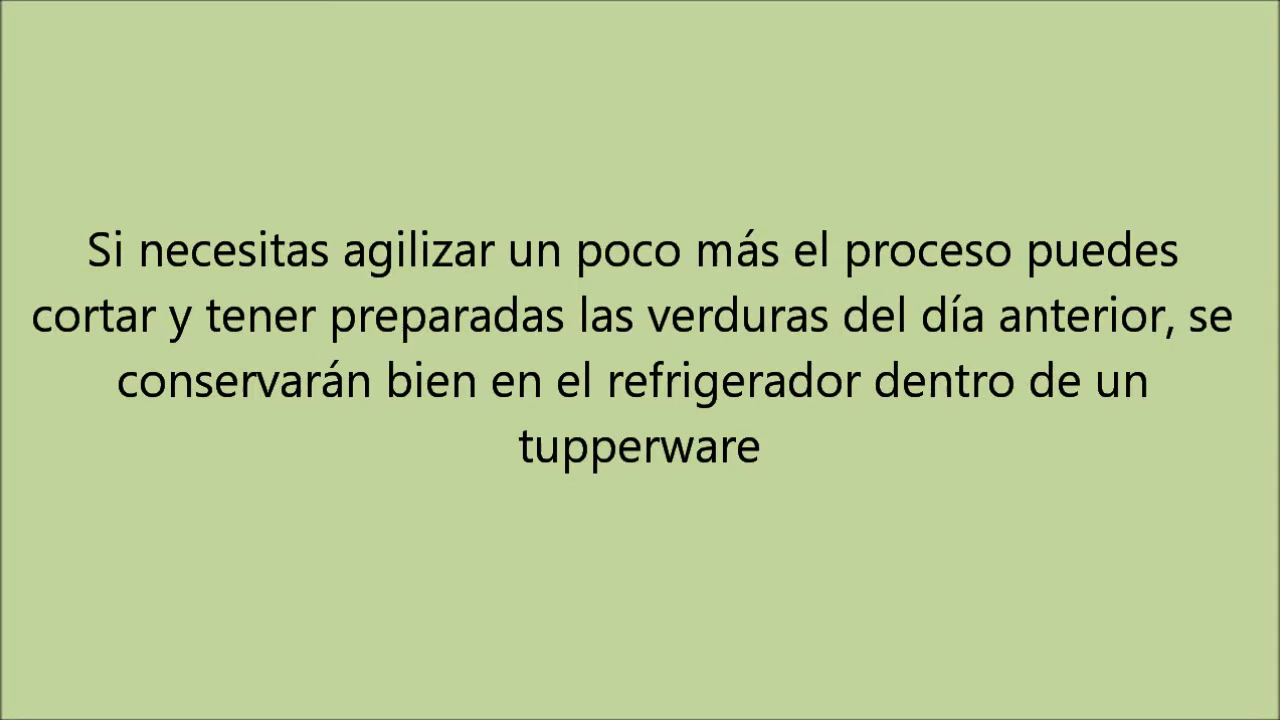 Si necesitas agilizar un poco más el proceso puedes
cortar y tener preparadas las verduras del día anterior, se
conservarán bien en el refrigerador dentro de un
tupperware